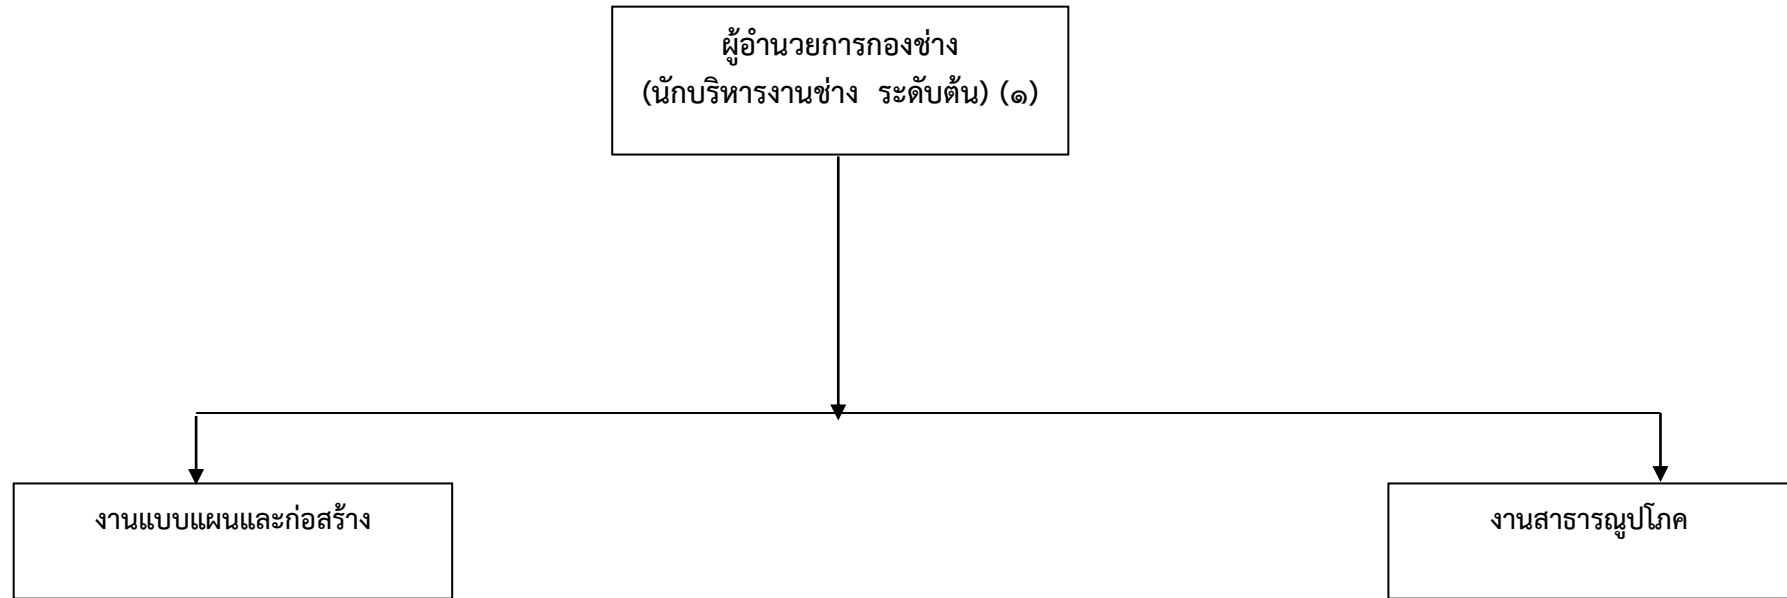 ผู้อำนวยการกองช่าง
(นักบริหารงานช่าง ระดับต้น) (๑)
งานแบบแผนและก่อสร้าง
งานสาธารณูปโภค